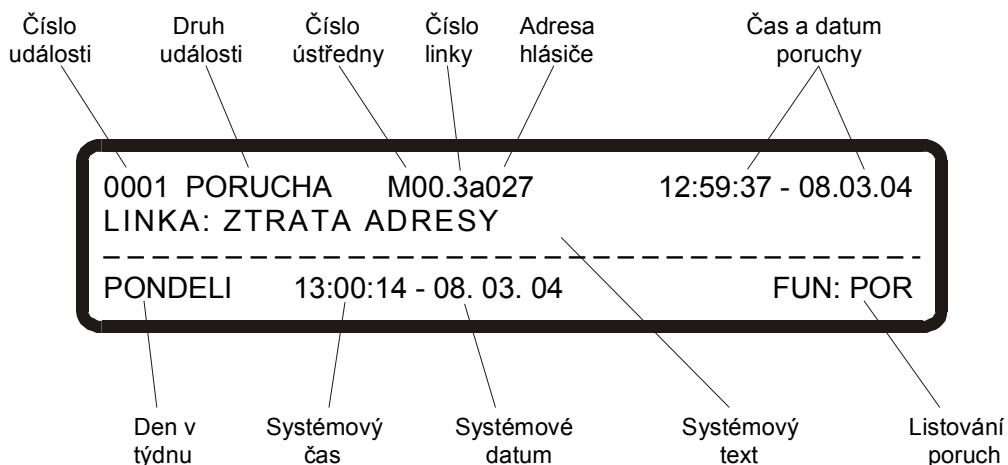 Číslo Druh Číslo Číslo Adresa Čas a datum
události události ústředny linky hlásiče poruchy
0001 PORUCHA M00.3a027 12:59:37 - 08.03.04
LINKA: ZTRATA ADRESY
PONDELI 13:00:14 - 08. 03. 04 FUN: POR
Den v Systémový Systémové Systémový Listování
týdnu čas datum text poruch